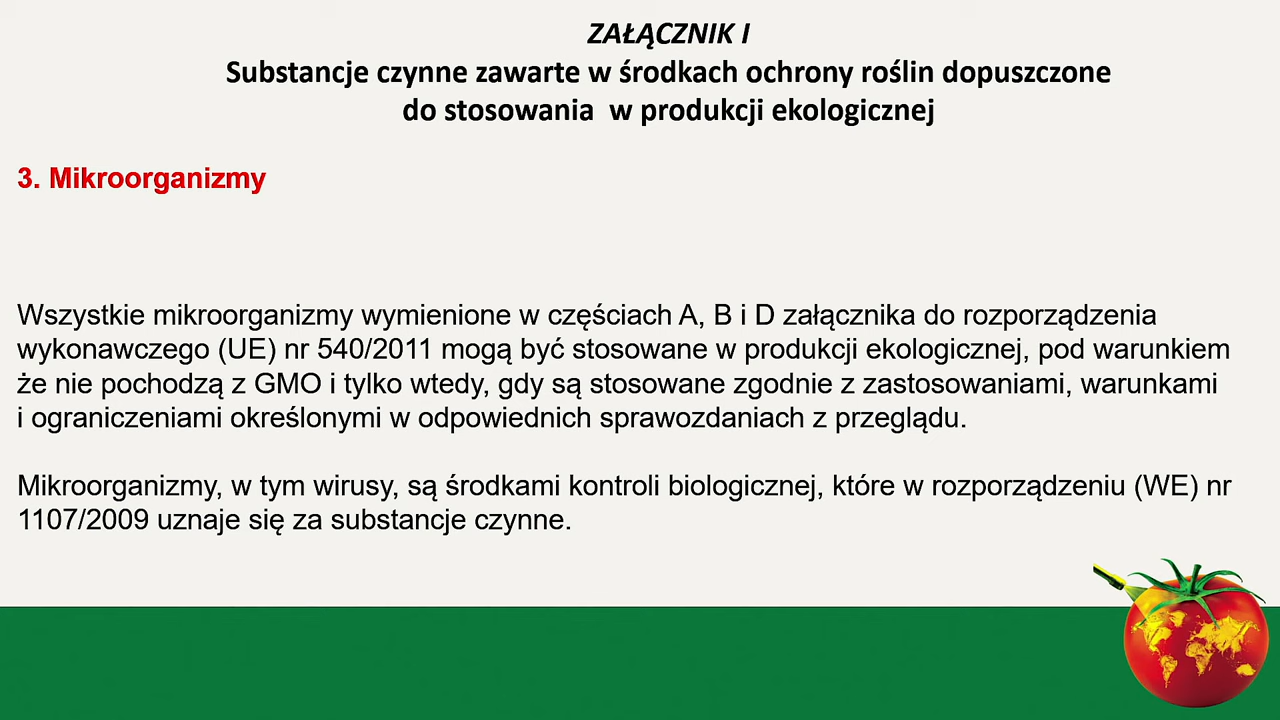 ZAŁĄCZNIK I
Substancje czynne zawarte w środkach ochrony roślin dopuszczone
do stosowania w produkcji ekologicznej
3. Mikroorganizmy
Wszystkie mikroorganizmy wymienione w częściach A, B i D załącznika do rozporządzenia
wykonawczego (UE) nr 540/2011 mogą być stosowane w produkcji ekologicznej, pod warunkiem
że nie pochodzą z GMO i tylko wtedy, gdy są stosowane zgodnie z zastosowaniami, warunkami
i ograniczeniami określonymi w odpowiednich sprawozdaniach z przeglądu.
Mikroorganizmy, w tym wirusy, są środkami kontroli biologicznej, które w rozporządzeniu (WE) nr
1107/2009 uznaje się za substancje czynne.